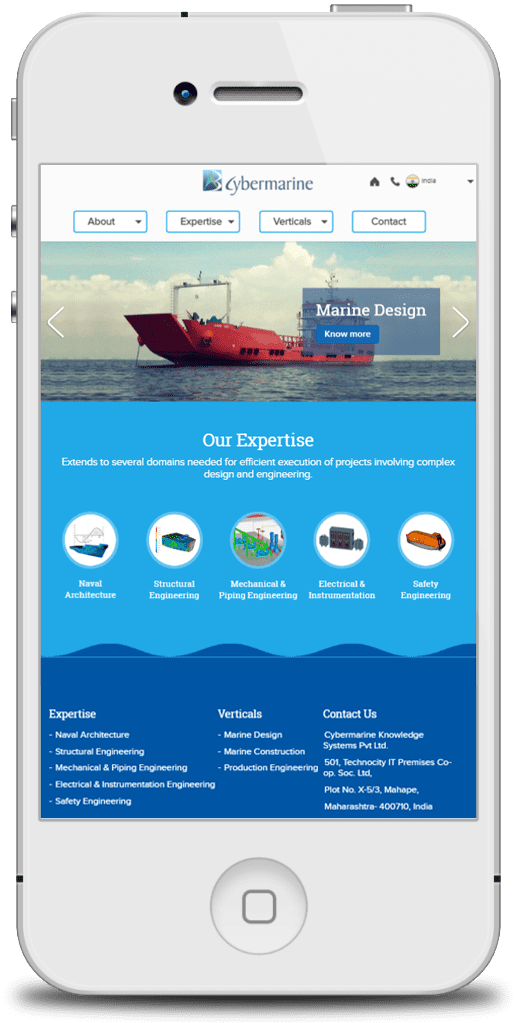 Cybermarine
India
About
Expertise
Verticals
Contact
Marine Design
Know more
Our Expertise
Extends to several domains needed for efficient execution of projects involving complex
design and engineering.
Naval
Architecture
Structural
Engineering
Mechanical &
Piping Engineering
Electrical &
Instrumentation
Safety
Engineering
Expertise
- Naval Architecture
- Structural Engineering
- Mechanical & Piping Engineering
- Electrical & Instrumentation Engineering
- Safety Engineering
Verticals
- Marine Design
- Marine Construction
- Production Engineering
Contact Us
Cybermarine Knowledge
Systems Pvt Ltd.
501, Technocity IT Premises Co-
op. Soc. Ltd,
Plot No. X-5/3, Mahape,
Maharashtra- 400710, India